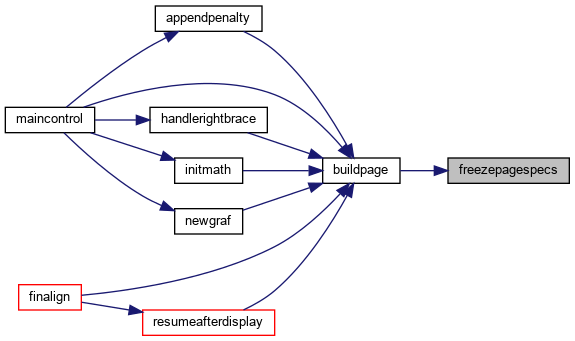 appendpenalty
maincontrol
handlerightbrace
initmath
buildpage
freezepagespecs
newgraf
finalign
resumeafterdisplay